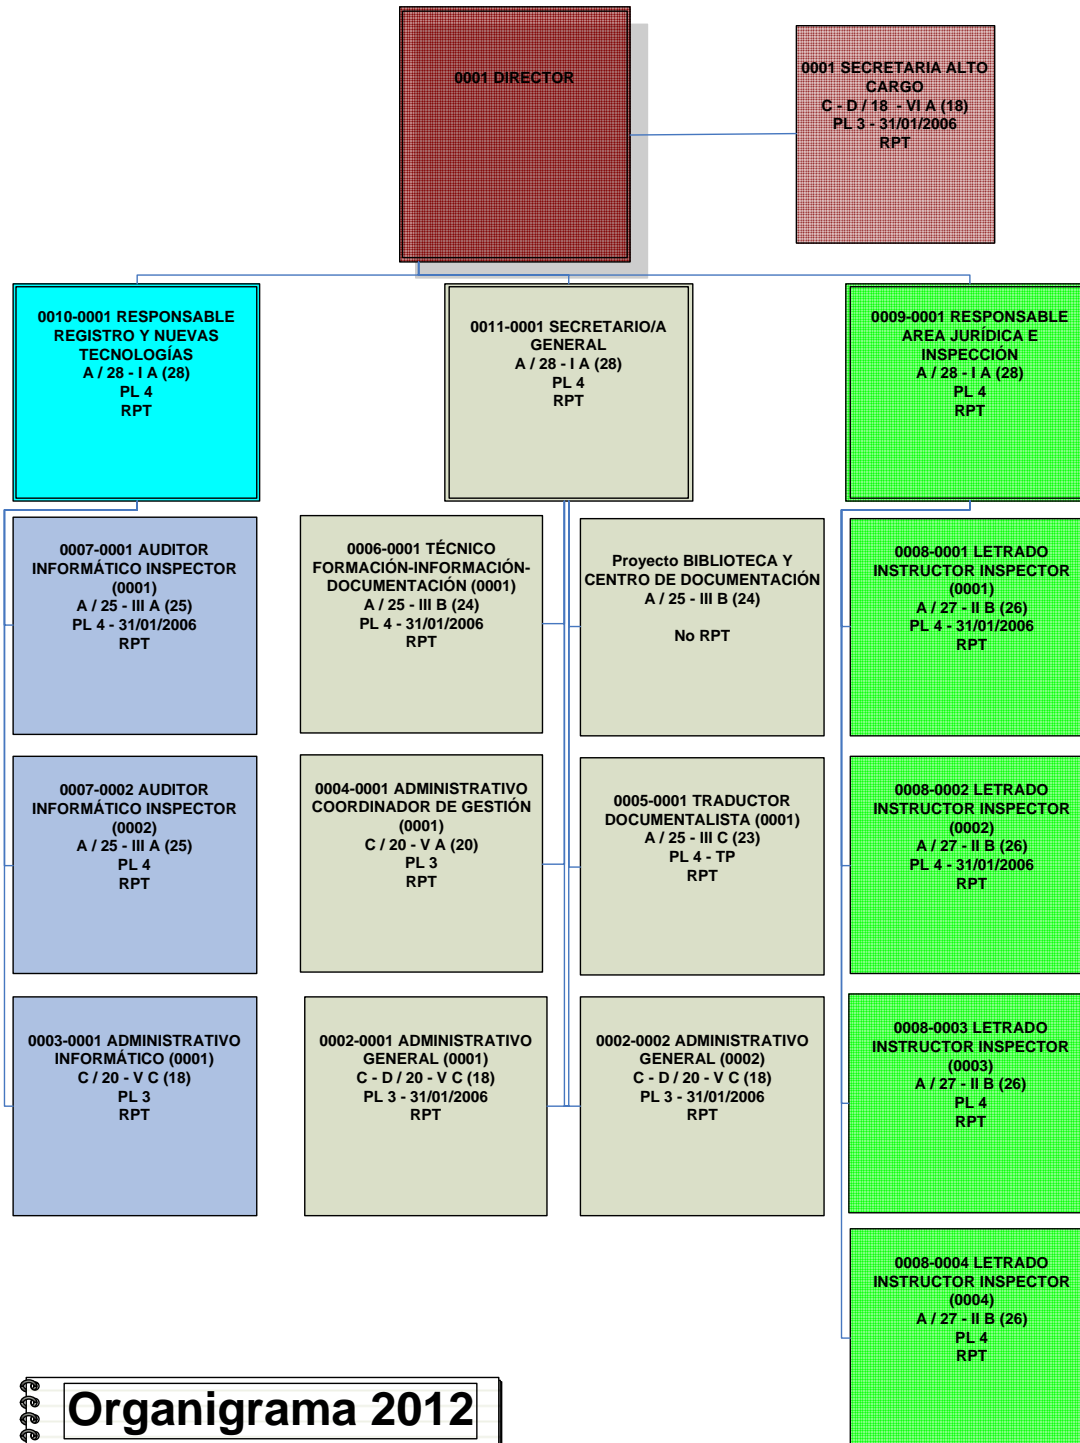 0001 DIRECTOR
0001 SECRETARIA ALTO
CARGO
C - D / 18 - VI A (18)
PL 3 - 31/01/2006
RPT
0010-0001 RESPONSABLE
REGISTRO Y NUEVAS
TECNOLOGÍAS
A / 28 - I A (28)
PL 4
RPT
0011-0001 SECRETARIO/A
GENERAL
A / 28 - I A (28)
PL 4
RPT
0009-0001 RESPONSABLE
AREA JURÍDICA E
INSPECCIÓN
A / 28 - I A (28)
PL 4
RPT
0007-0001 AUDITOR
INFORMÁTICO INSPECTOR
(0001)
A / 25 - III A (25)
PL 4 - 31/01/2006
RPT
0006-0001 TÉCNICO
FORMACIÓN-INFORMACIÓN-
DOCUMENTACIÓN (0001)
A / 25 - III B (24)
PL 4 - 31/01/2006
RPT
Proyecto BIBLIOTECA Y
CENTRO DE DOCUMENTACIÓN
A / 25 - III B (24)
No RPT
0008-0001 LETRADO
INSTRUCTOR INSPECTOR
(0001)
A / 27 - II B (26)
PL 4 - 31/01/2006
RPT
0007-0002 AUDITOR
INFORMÁTICO INSPECTOR
(0002)
A / 25 - III A (25)
PL 4
RPT
0004-0001 ADMINISTRATIVO
COORDINADOR DE GESTIÓN
(0001)
C / 20 - V A (20)
PL 3
RPT
0005-0001 TRADUCTOR
DOCUMENTALISTA (0001)
A / 25 - III C (23)
PL 4 - TP
RPT
0008-0002 LETRADO
INSTRUCTOR INSPECTOR
(0002)
A / 27 - II B (26)
PL 4 - 31/01/2006
RPT
0003-0001 ADMINISTRATIVO
INFORMÁTICO (0001)
C / 20 - V C (18)
PL 3
RPT
0002-0001 ADMINISTRATIVO
GENERAL (0001)
C - D / 20 - V C (18)
PL 3 - 31/01/2006
RPT
0002-0002 ADMINISTRATIVO
GENERAL (0002)
C - D / 20 - V C (18)
PL 3 - 31/01/2006
RPT
0008-0003 LETRADO
INSTRUCTOR INSPECTOR
(0003)
A / 27 - II B (26)
PL 4
RPT
0008-0004 LETRADO
INSTRUCTOR INSPECTOR
(0004)
A / 27 - II B (26)
PL 4
RPT
Organigrama 2012